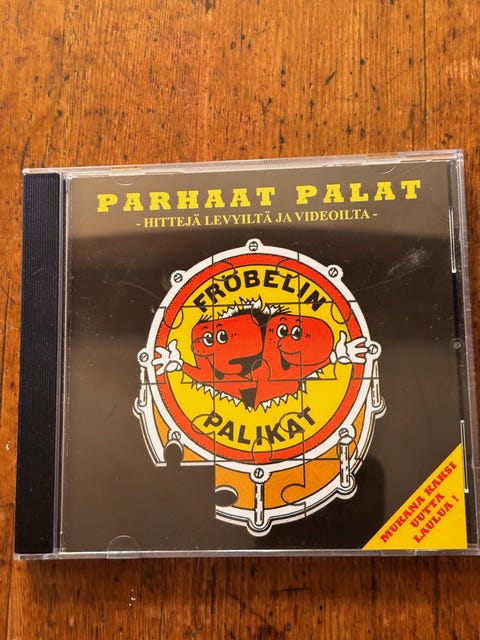 PARHAAT PALAT
- HITTEJÄ LEVYILTÄ JA VIDEOILTA -
FRÖBELIN
PALIKAT
MUKANA KAKSI
UUTTA
LAULUA !